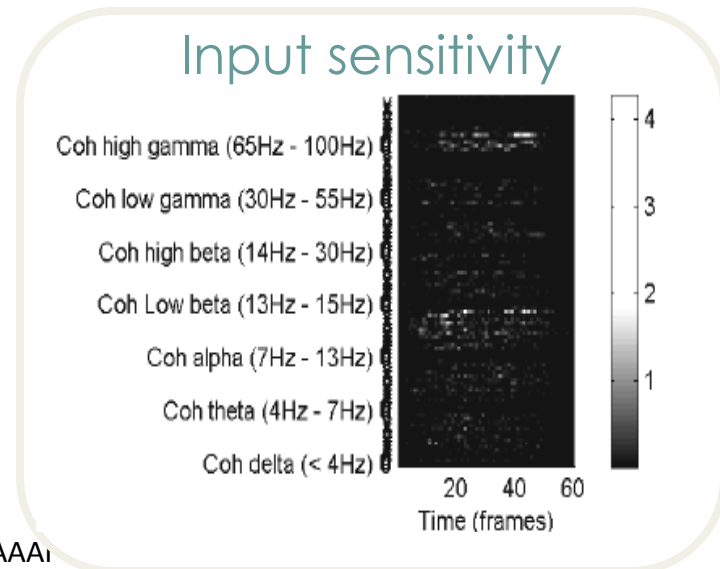 Input sensitivity
Coh high gamma (65Hz - 100Hz)
Coh low gamma (30Hz - 55Hz)
Coh high beta (14Hz - 30Hz)
Coh Low beta (13Hz - 15Hz)
Coh alpha (7Hz - 13Hz)
Coh theta (4Hz - 7Hz)
Coh delta (< 4Hz)
4
3
2
1
20 40 60
Time (frames)